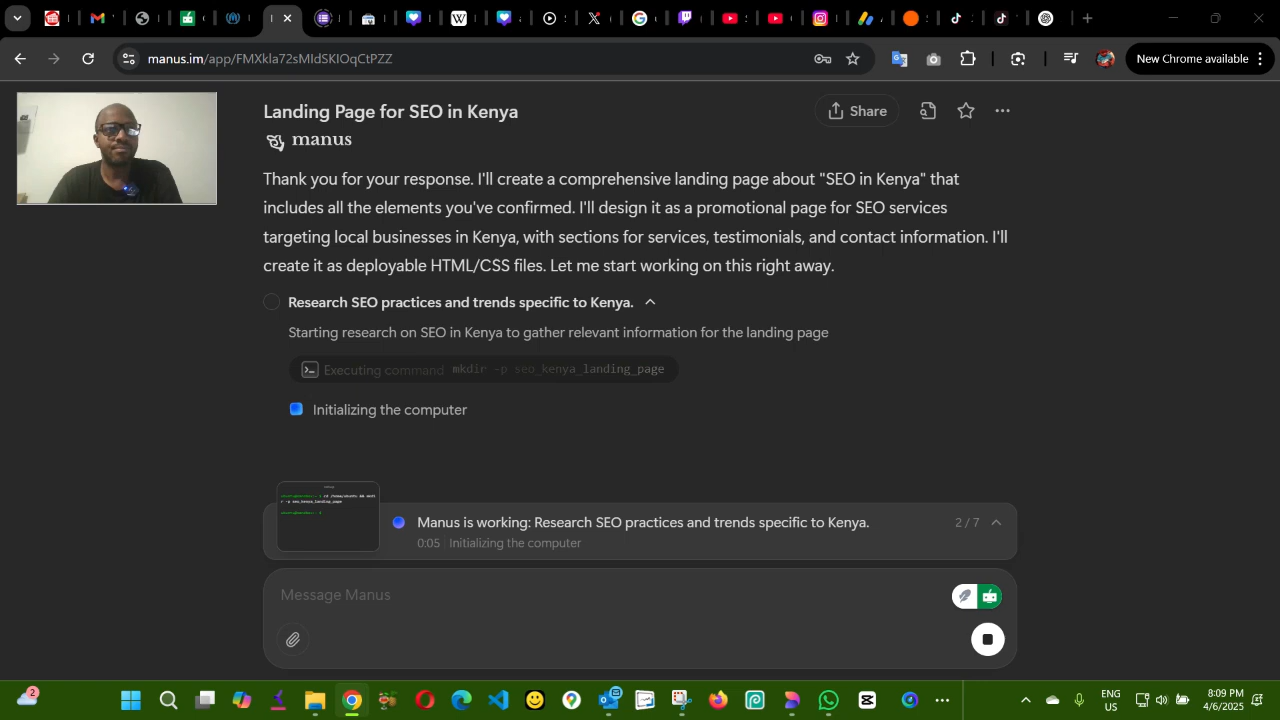 New Chrome available
manus.im/app/FMXkla72sMIdSKIOqCtPZZ
Landing Page for SEO in Kenya
Share
manus
Thank you for your response. I'll create a comprehensive landing page about "SEO in Kenya" that
includes all the elements you've confirmed. I'll design it as a promotional page for SEO services
targeting local businesses in Kenya, with sections for services, testimonials, and contact information. I'll
create it as deployable HTML/CSS files. Let me start working on this right away.
Research SEO practices and trends specific to Kenya.
Starting research on SEO in Kenya to gather relevant information for the landing page
Executing command mkdir -p seo_kenya_landing_page
Initializing the computer
Manus is working: Research SEO practices and trends specific to Kenya.
2 / 7
0:05 Initializing the computer
Message Manus
2
ENG
US
8:09 PM
4/6/2025